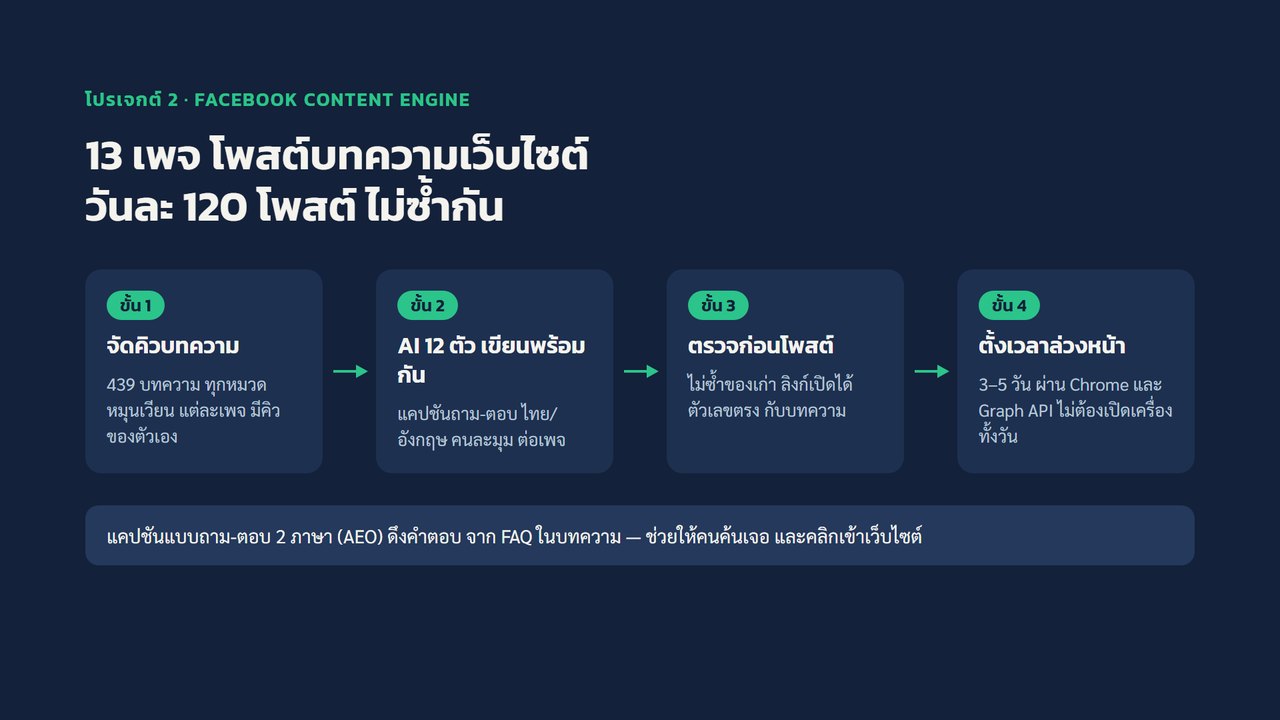 โปรเจกต์ 2 · FACEBOOK CONTENT ENGINE
13 เพจ โพสต์บทความเว็บไซต์
วันละ 120 โพสต์ ไม่ซ้ำกัน
ขั้น 1
จัดคิวบทความ
439 บทความ ทุกหมวด
หมุนเวียน แต่ละเพจ มีคิว
ของตัวเอง
ขั้น 2
AI 12 ตัว เขียนพร้อม
กัน
แคปชันถาม-ตอบ ไทย/
อังกฤษ คนละมุม ต่อเพจ
ขั้น 3
ตรวจก่อนโพสต์
ไม่ซ้ำของเก่า ลิงก์เปิดได้
ตัวเลขตรง กับบทความ
ขั้น 4
ตั้งเวลาล่วงหน้า
3–5 วัน ผ่าน Chrome และ
Graph API ไม่ต้องเปิดเครื่อง
ทั้งวัน
แคปชันแบบถาม-ตอบ 2 ภาษา (AEO) ดึงคำตอบ จาก FAQ ในบทความ — ช่วยให้คนค้นเจอ และคลิกเข้าเว็บไซต์